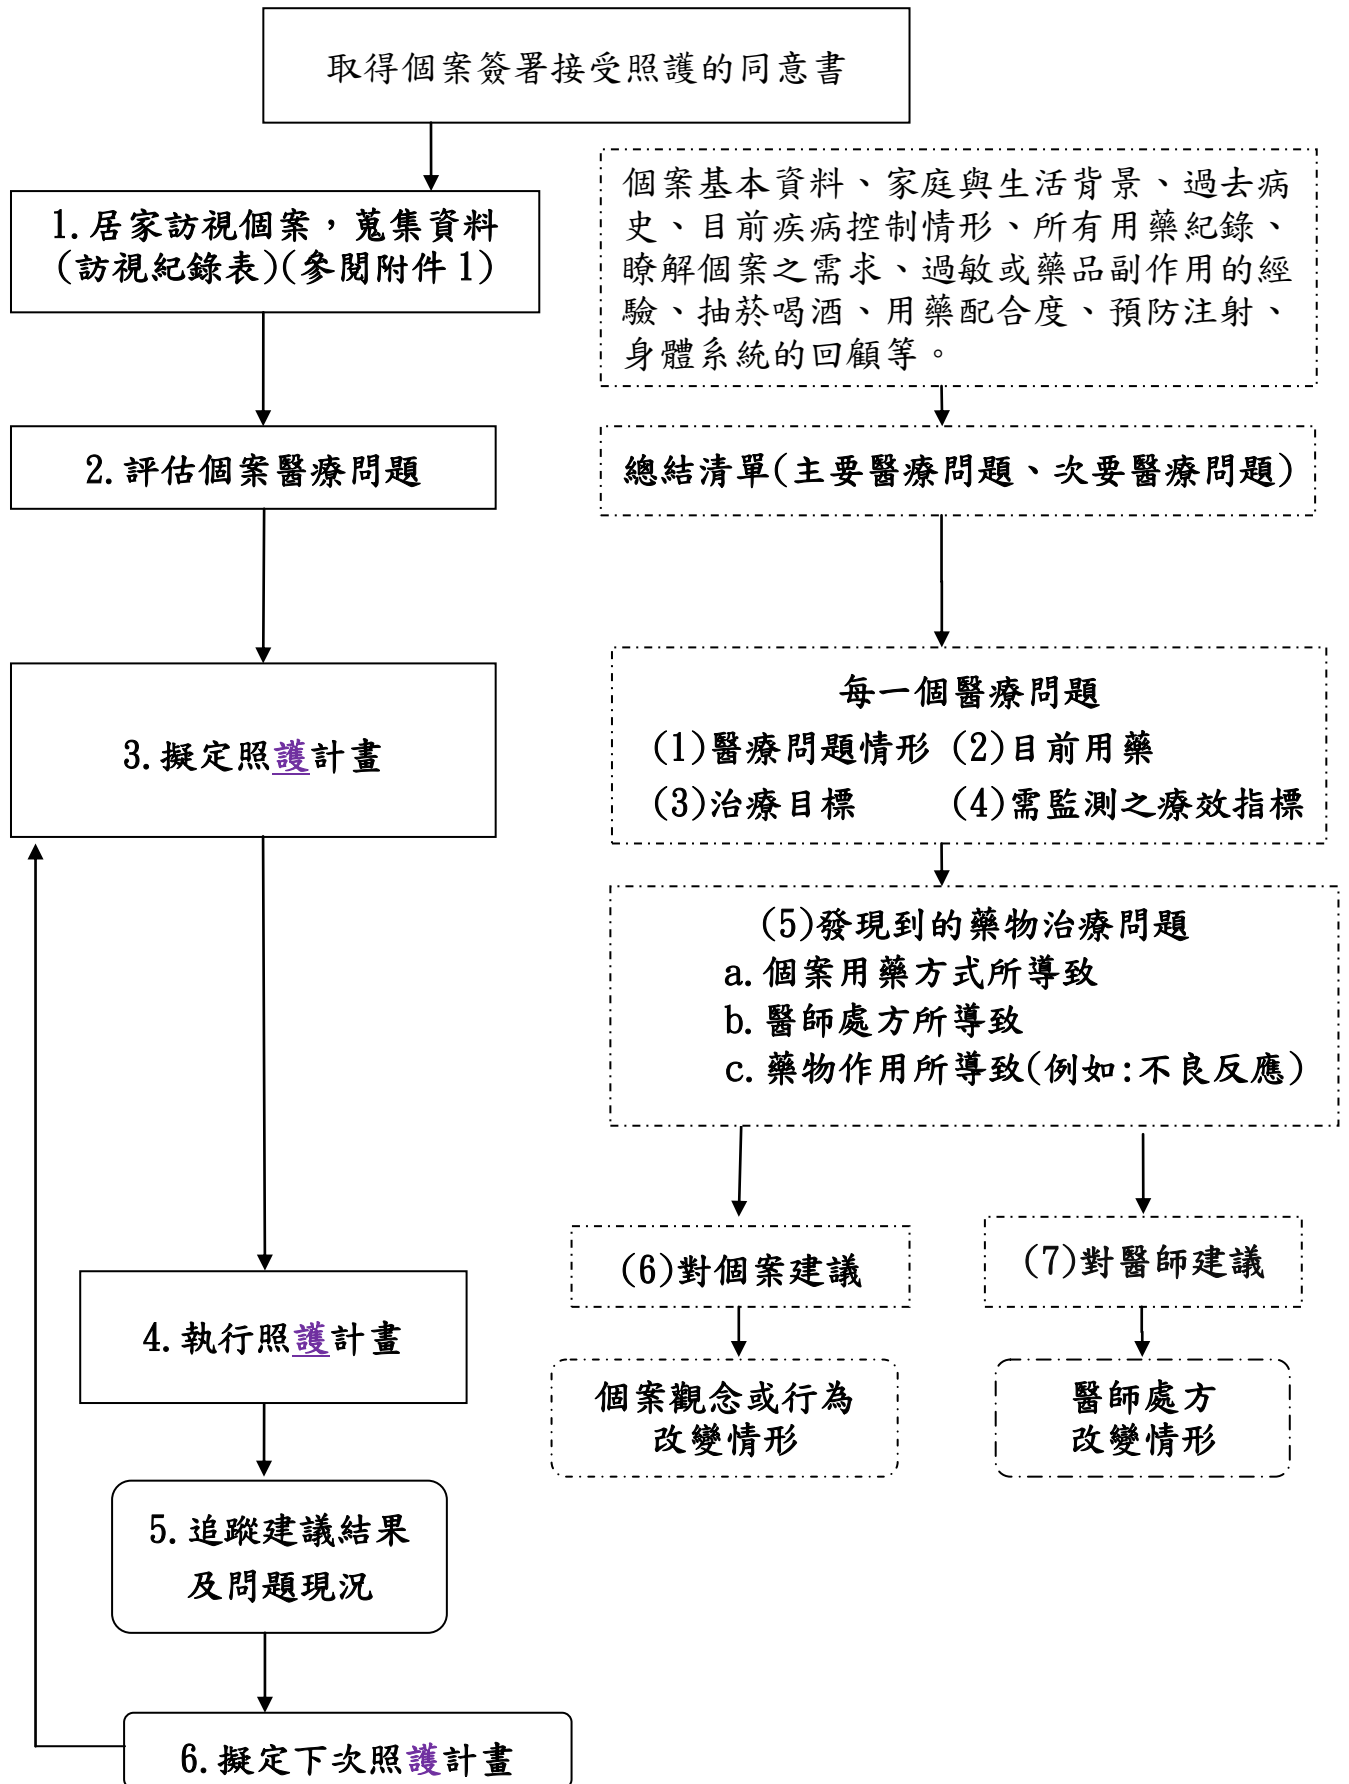 取得個案簽署接受照護的同意書
1.居家訪視個案，蒐集資料
(訪視紀錄表)(參閱附件1)
個案基本資料、家庭與生活背景、過去病
史、目前疾病控制情形、所有用藥紀錄、
瞭解個案之需求、過敏或藥品副作用的經
驗、抽菸喝酒、用藥配合度、預防注射、
身體系統的回顧等。
2.評估個案醫療問題
總結清單(主要醫療問題、次要醫療問題)
3.擬定照護計畫
每一個醫療問題
(1)醫療問題情形 (2)目前用藥
(3)治療目標 (4)需監測之療效指標
(5)發現到的藥物治療問題
a.個案用藥方式所導致
b.醫師處方所導致
c.藥物作用所導致(例如:不良反應)
4.執行照護計畫
(6)對個案建議
(7)對醫師建議
個案觀念或行為
改變情形
醫師處方
改變情形
5.追蹤建議結果
及問題現況
6.擬定下次照護計畫